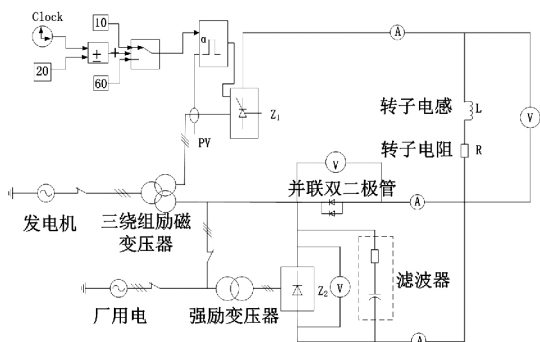 Clock
10
α
20
±
+
60
Z₁
PV
A
转子电感 L
V
转子电阻 R
V
并联双二极管
A
发电机
三绕组励磁
变压器
Z₂
V
滤波器
厂用电
强励变压器
A